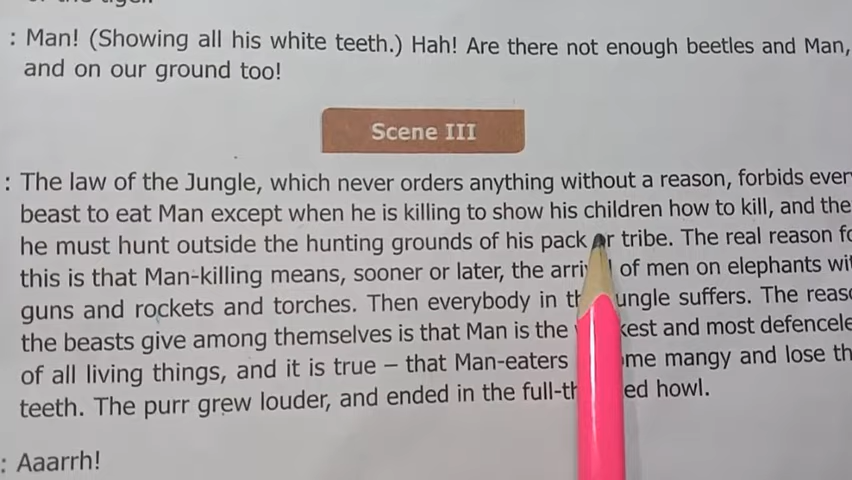 : Man! (Showing all his white teeth.) Hah! Are there not enough beetles and Man,
and on our ground too!
Scene III
: The law of the Jungle, which never orders anything without a reason, forbids
beast to eat Man except when he is killing to show his children how to kill, and
he must hunt outside the hunting grounds of his pack or tribe. The real reason
this is that Man-killing means, sooner or later, the of men on elephants
guns and rockets and torches. Then everybody in suffers. The
the beasts give among themselves is that Man is the and most
of all living things, and it is true – that Man-eaters mangy and lose
teeth. The purr grew louder, and ended in the howl.
: Aaarrh!